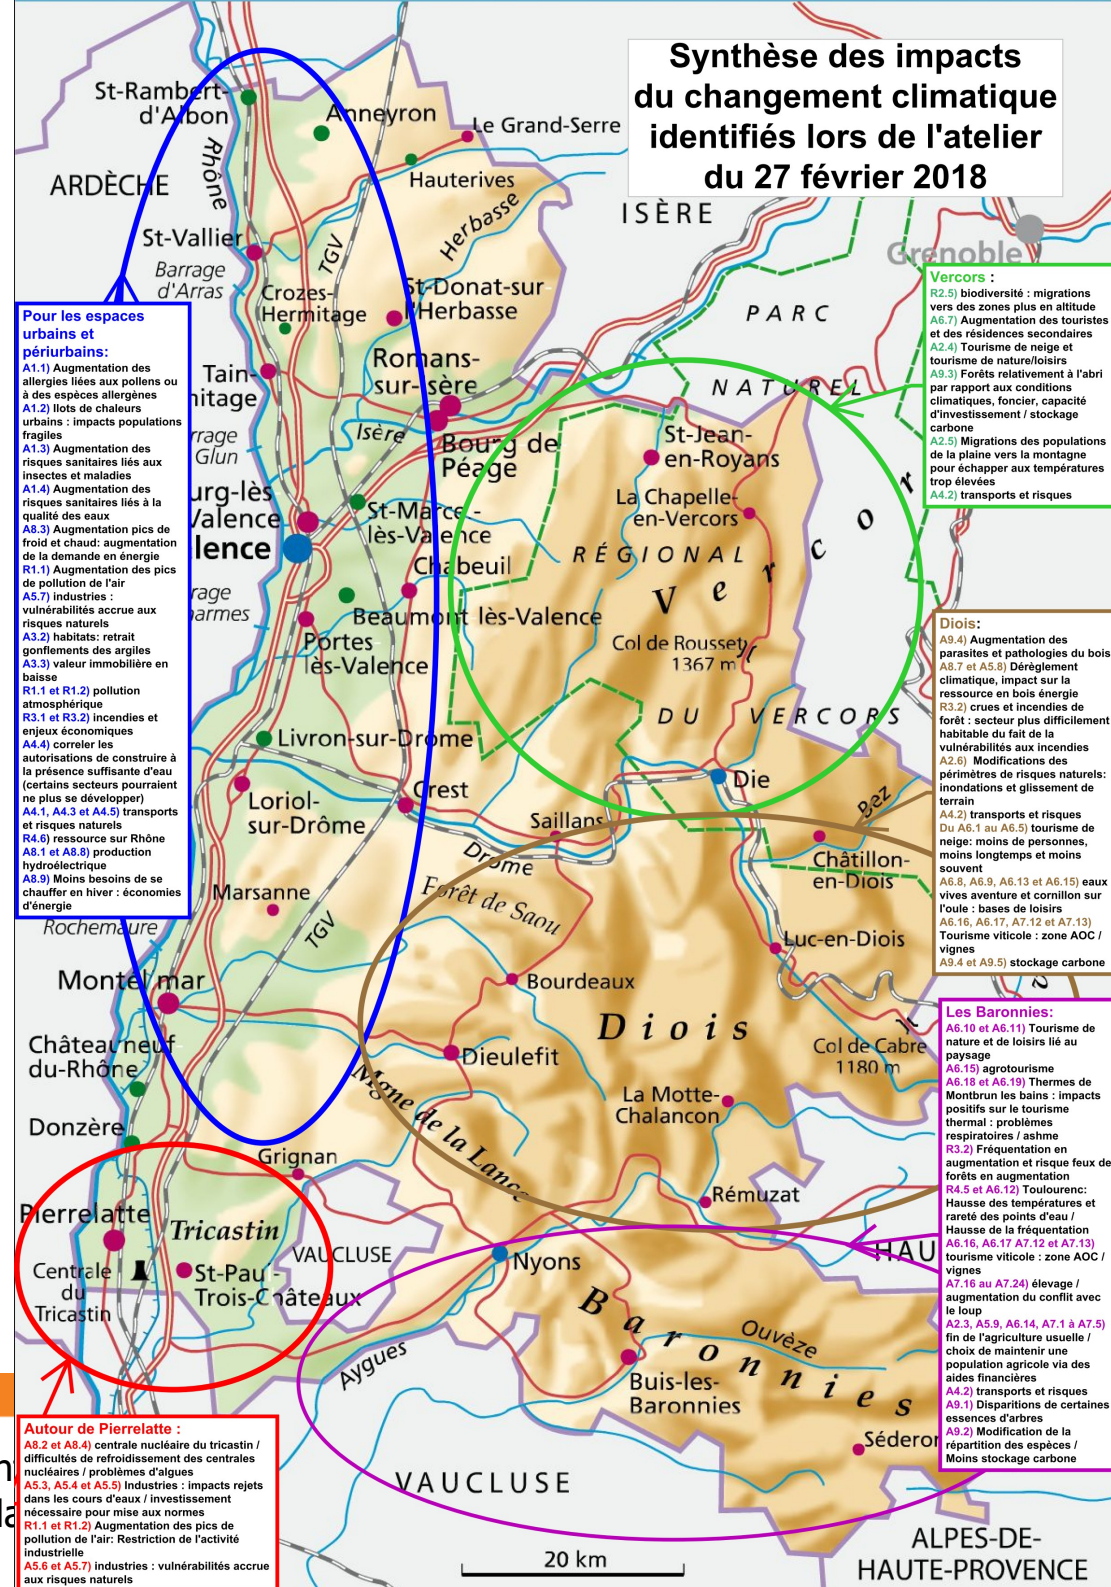 Synthèse des impacts
du changement climatique
identifiés lors de l'atelier
du 27 février 2018
St-Rambert-
d'Albon
Anneyron
Le Grand-Serre
Rhône
ARDÈCHE
Hauterives
Herbasse
ISÈRE
St-Vallier
TGV
Grenoble
Barrage
d'Arras
Crozes-
Hermitage
St-Donat-sur-
l'Herbasse
PARC
Vercors :
R2.5) biodiversité : migrations
vers des zones plus en altitude
A6.7) Augmentation des touristes
et des résidences secondaires
A2.4) Tourisme de neige et
tourisme de nature/loisirs
A9.3) Forêts relativement à l'abri
par rapport aux conditions
climatiques, foncier, capacité
d'investissement / stockage
carbone
A2.5) Migrations des populations
de la plaine vers la montagne
pour échapper aux températures
trop élevées
A4.2) transports et risques
Pour les espaces
urbains et
périurbains:
A1.1) Augmentation des
allergies liées aux pollens ou
à des espèces allergènes
A1.2) Ilots de chaleurs
urbains : impacts populations
fragiles
A1.3) Augmentation des
risques sanitaires liés aux
insectes et maladies
A1.4) Augmentation des
risques sanitaires liés à la
qualité des eaux
A8.3) Augmentation pics de
froid et chaud: augmentation
de la demande en énergie
R1.1) Augmentation des pics
de pollution de l'air
A5.7) industries :
vulnérabilités accrue aux
risques naturels
A3.2) habitats: retrait
gonflements des argiles
A3.3) valeur immobilière en
baisse
R1.1 et R1.2) pollution
atmosphérique
R3.1 et R3.2) incendies et
enjeux économiques
A4.4) correler les
autorisations de construire à
la présence suffisante d'eau
(certains secteurs pourraient
ne plus se développer)
A4.1, A4.3 et A4.5) transports
et risques naturels
R4.6) ressource sur Rhône
A8.1 et A8.8) production
hydroélectrique
A8.9) Moins besoins de se
chauffer en hiver : économies
d'énergie
Tain-
nitage
Romans-
sur-Isère
NATUREL
rrage
Glun
Isère
Bourg de
Péage
St-Jean-
en-Royans
urg-lès
Valence
lence
St-Marcel-
lès-Valence
La Chapelle-
en-Vercors
RÉGIONAL
Vercors
Chabeuil
rage
harmes
Beaumont lès-Valence
Portes
lès-Valence
Col de Rousset
1367 m
DU VERCORS
Diois:
A9.4) Augmentation des
parasites et pathologies du bois
A8.7 et A5.8) Dérèglement
climatique, impact sur la
ressource en bois énergie
R3.2) crues et incendies de
forêt : secteur plus difficilement
habitable du fait de la
vulnérabilités aux incendies
A2.6) Modifications des
périmètres de risques naturels:
inondations et glissement de
terrain
A4.2) transports et risques
Du A6.1 au A6.5) tourisme de
neige: moins de personnes,
moins longtemps et moins
souvent
A6.8, A6.9, A6.13 et A6.15) eaux
vives aventure et cornillon sur
l'oule : bases de loisirs
A6.16, A6.17, A7.12 et A7.13)
Tourisme viticole : zone AOC /
vignes
A9.4 et A9.5) stockage carbone
Livron-sur-Drôme
Loriol-
sur-Drôme
Crest
Die
Saillans
Bez
Drôme
Châtillon-
en-Diois
Marsanne
Forêt de Saou
TGV
Rochemaure
Luc-en-Diois
Montélimar
Bourdeaux
Diois
Châteauneuf-
du-Rhône
Dieulefit
Col de Cabre
1180 m
La Motte-
Chalancon
Mgne de la Lance
Donzère
Grignan
Rémuzat
Les Baronnies:
A6.10 et A6.11) Tourisme de
nature et de loisirs lié au
paysage
A6.15) agrotourisme
A6.18 et A6.19) Thermes de
Montbrun les bains : impacts
positifs sur le tourisme
thermal : problèmes
respiratoires / ashme
R3.2) Fréquentation en
augmentation et risque feux de
forêts en augmentation
R4.5 et A6.12) Toulourenc:
Hausse des températures et
rareté des points d'eau /
Hausse de la fréquentation
A6.16, A6.17 A7.12 et A7.13)
tourisme viticole : zone AOC /
vignes
A7.16 au A7.24) élevage /
augmentation du conflit avec
le loup
A2.3, A5.9, A6.14, A7.1 à A7.5)
fin de l'agriculture usuelle /
choix de maintenir une
population agricole via des
aides financières
A4.2) transports et risques
A9.1) Disparitions de certaines
essences d'arbres
A9.2) Modification de la
répartition des espèces /
Moins stockage carbone
Pierrelatte
Tricastin
VAUCLUSE
HAU
Nyons
Centrale
du
Tricastin
St-Paul-
Trois-Châteaux
Baronnies
Ouvèze
Aygues
Buis-les-
Baronnies
Séderon
Autour de Pierrelatte :
A8.2 et A8.4) centrale nucléaire du tricastin /
difficultés de refroidissement des centrales
nucléaires / problèmes d'algues
A5.3, A5.4 et A5.5) Industries : impacts rejets
dans les cours d'eaux / investissement
nécessaire pour mise aux normes
R1.1 et R1.2) Augmentation des pics de
pollution de l'air: Restriction de l'activité
industrielle
A5.6 et A5.7) industries : vulnérabilités accrue
aux risques naturels
VAUCLUSE
20 km
ALPES-DE-
HAUTE-PROVENCE